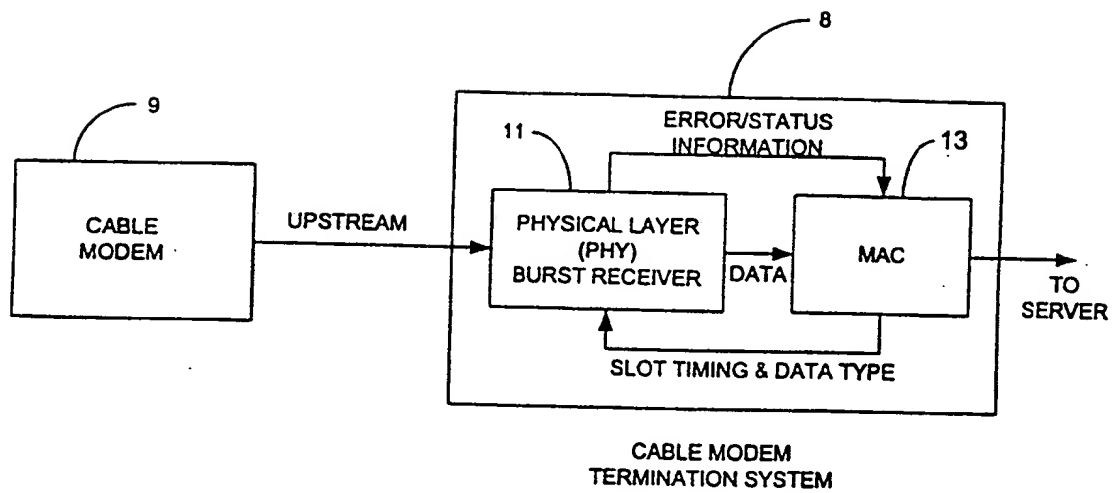 8
9
11
ERROR/STATUS
INFORMATION
13
CABLE
MODEM
UPSTREAM
PHYSICAL LAYER
(PHY)
BURST RECEIVER
DATA
MAC
TO
SERVER
SLOT TIMING & DATA TYPE
CABLE MODEM
TERMINATION SYSTEM